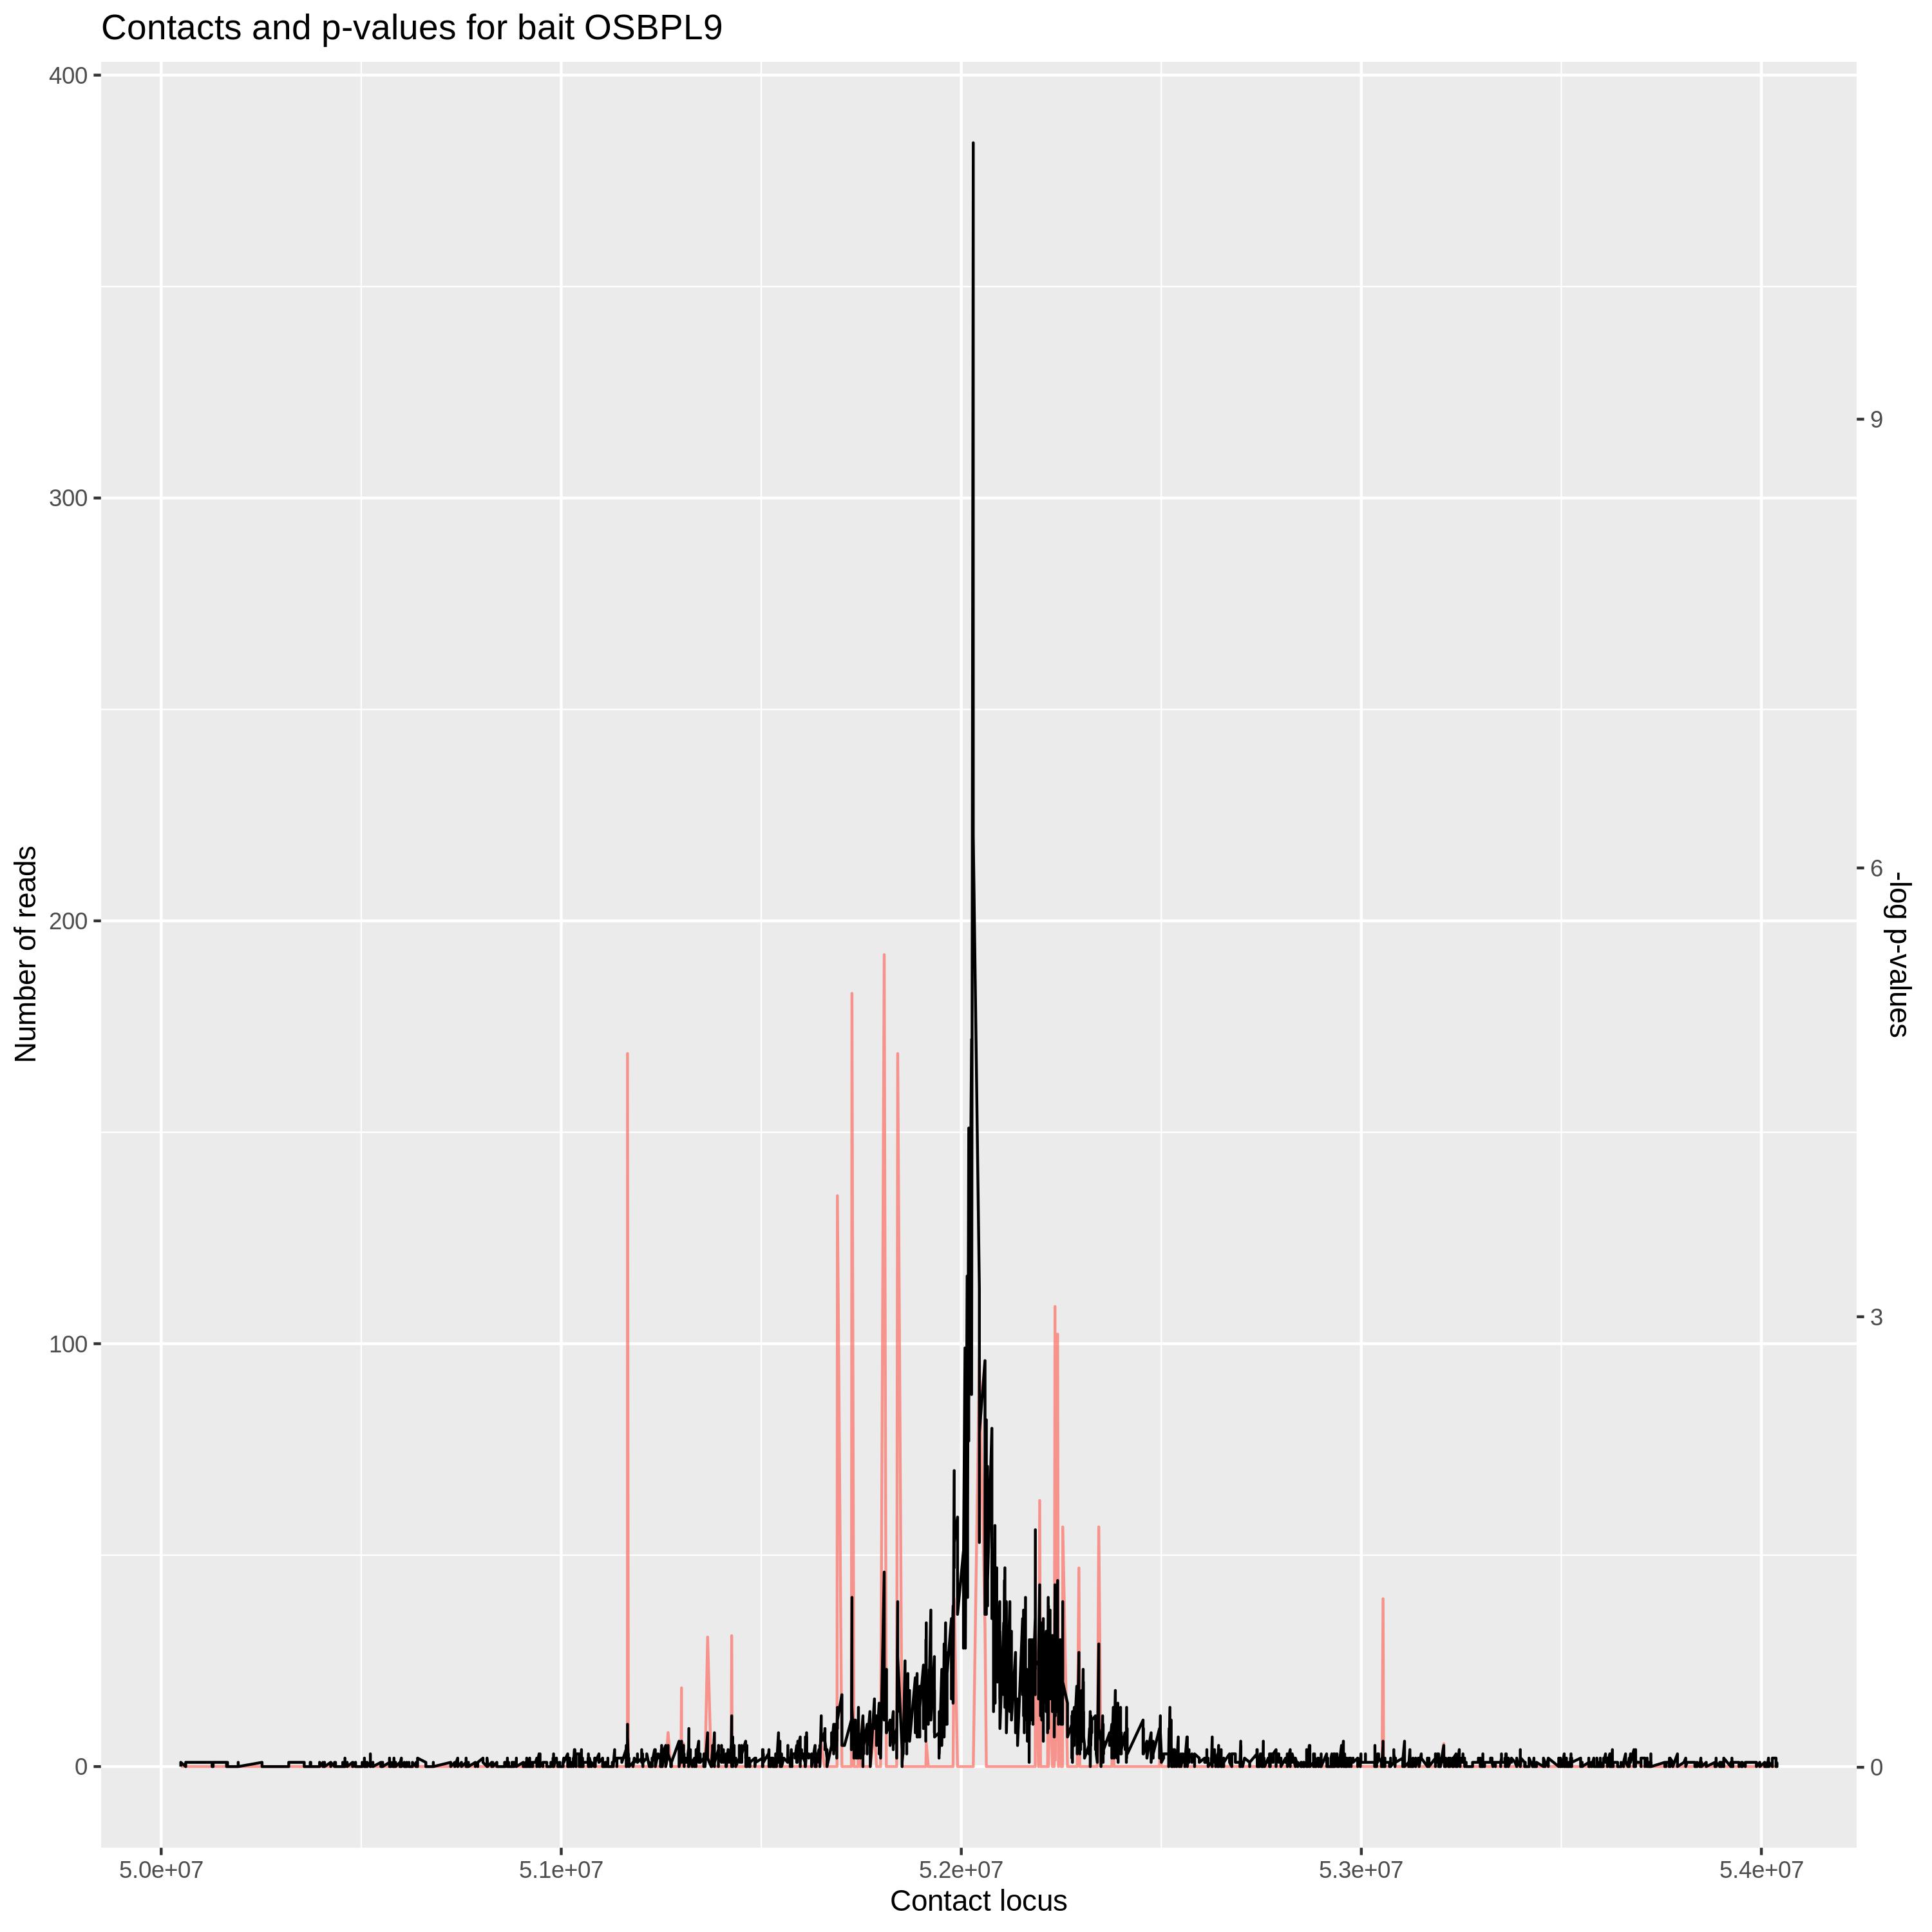 Contacts and p-values for bait OSBPL9
400
300
200
100
0
Number of reads
9
6
3
0
-log p-values
5.0e+07 5.1e+07 5.2e+07 5.3e+07 5.4e+07
Contact locus